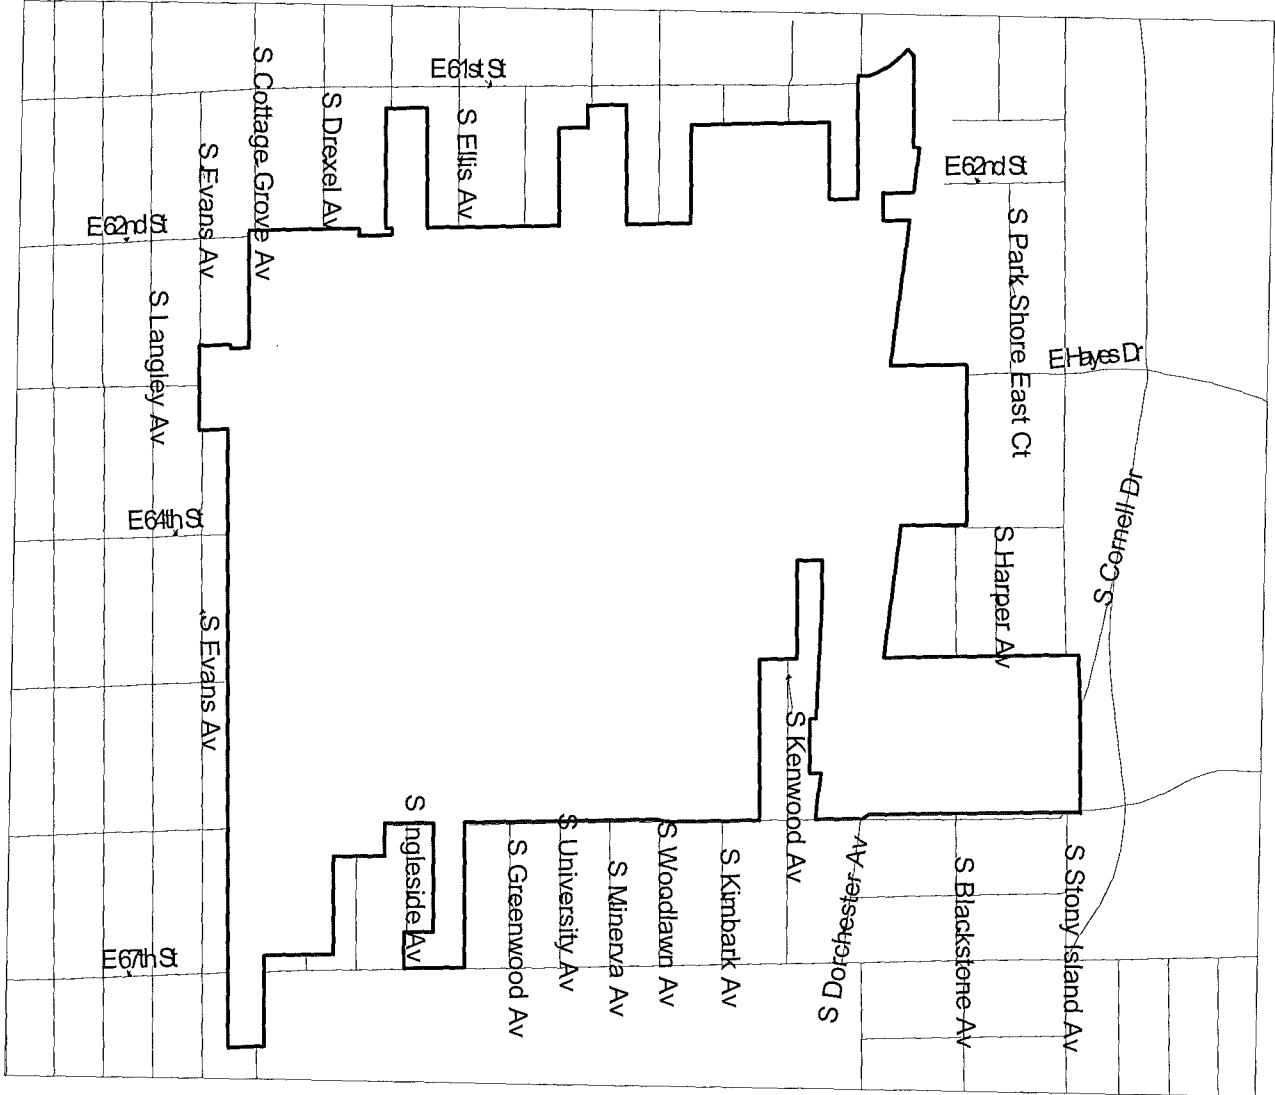 E 61st St
S Cottage Grove Av
S Drexel Av
S Ellis Av
S Evans Av
E 62nd St
E 62nd St
S Park Shore East Ct
S Langley Av
E Hayes Dr
E 64th St
S Cornell Dr
S Harper Av
S Evans Av
S Kenwood Av
S Ingleside Av
S University Av
S Woodlawn Av
S Greenwood Av
S Minerva Av
S Kimbark Av
S Dorchester Av
S Blackstone Av
S Stony Island Av
E 67th St